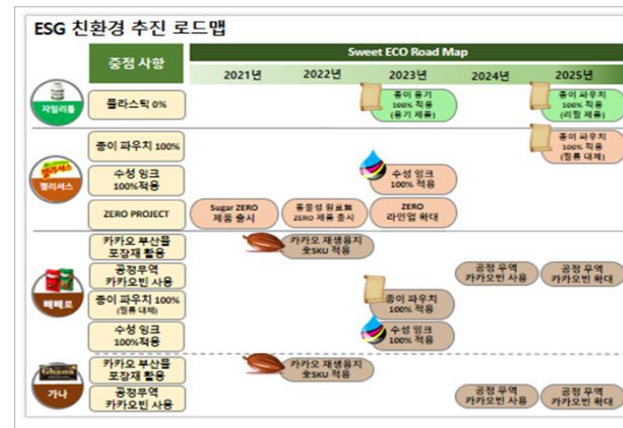 ESG 친환경 추진 로드맵
중점 사항
Sweet ECO Road Map
2021년 2022년 2023년 2024년 2025년
자일리톨
플라스틱 0%
종이 용기
100% 적용
(용기 제품)
종이 파우치
100% 적용
(리필 제품)
젤리셔스
종이 파우치 100%
종이 파우치
100% 적용
(필름 대체)
수성 잉크
100%적용
수성 잉크
100% 적용
ZERO PROJECT
Sugar ZERO
제품 출시
동물성 원료無
ZERO 제품 출시
ZERO
라인업 확대
빼빼로
카카오 부산물
포장재 활용
카카오 재생용지
全SKU 적용
공정무역
카카오빈 사용
공정 무역
카카오빈 사용
공정 무역
카카오빈 확대
종이 파우치 100%
(필름 대체)
종이 파우치
100% 적용
수성 잉크
100%적용
수성 잉크
100% 적용
Ghana
가나
카카오 부산물
포장재 활용
카카오 재생용지
全SKU 적용
공정무역
카카오빈 사용
공정 무역
카카오빈 사용
공정 무역
카카오빈 확대